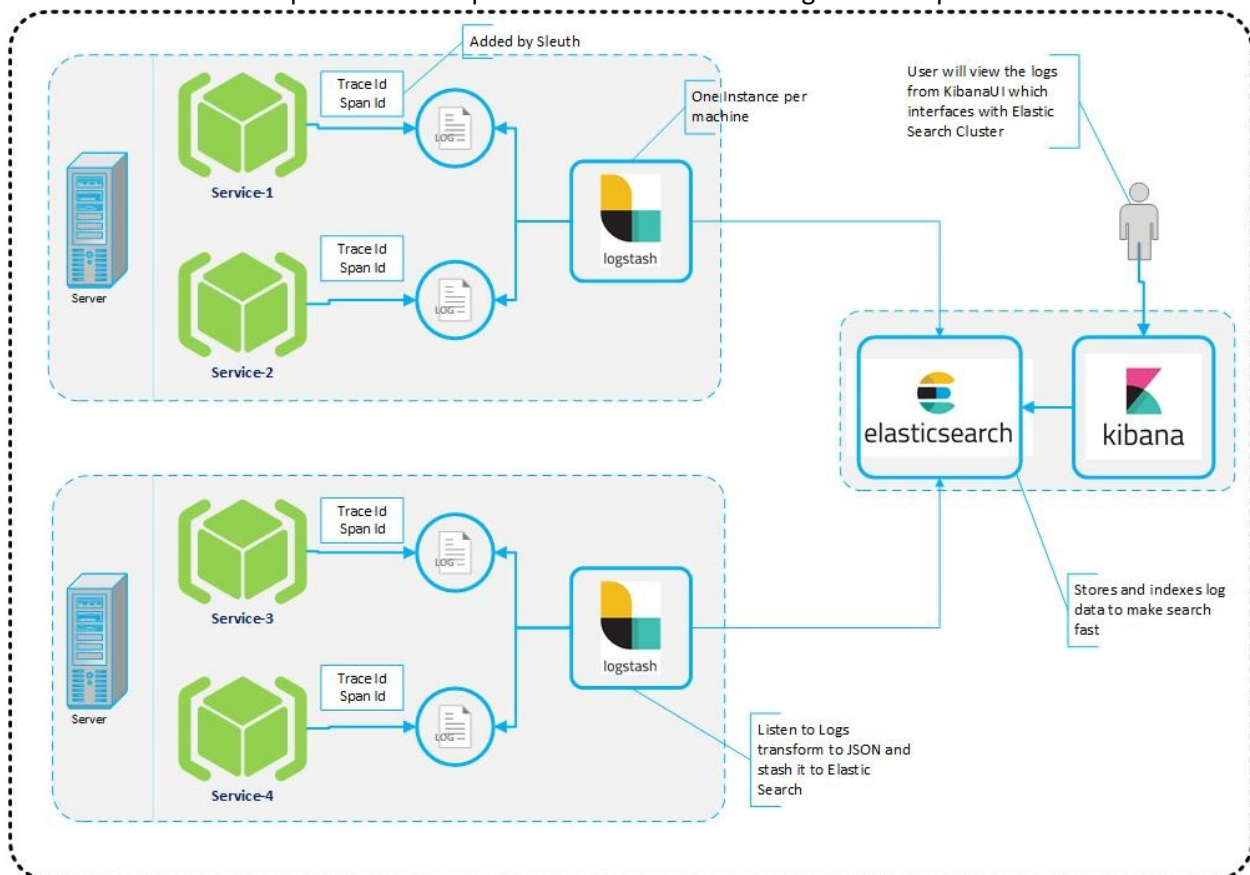 Added by Sleuth
Trace Id
Span Id
LOG
Service-1
One Instance per
machine
User will view the logs
from KibanaUI which
interfaces with Elastic
Search Cluster
logstash
Server
Trace Id
Span Id
LOG
Service-2
elasticsearch
kibana
Trace Id
Span Id
LOG
Service-3
logstash
Stores and indexes log
data to make search
fast
Server
Trace Id
Span Id
LOG
Service-4
Listen to Logs
transform to JSON and
stash it to Elastic
Search